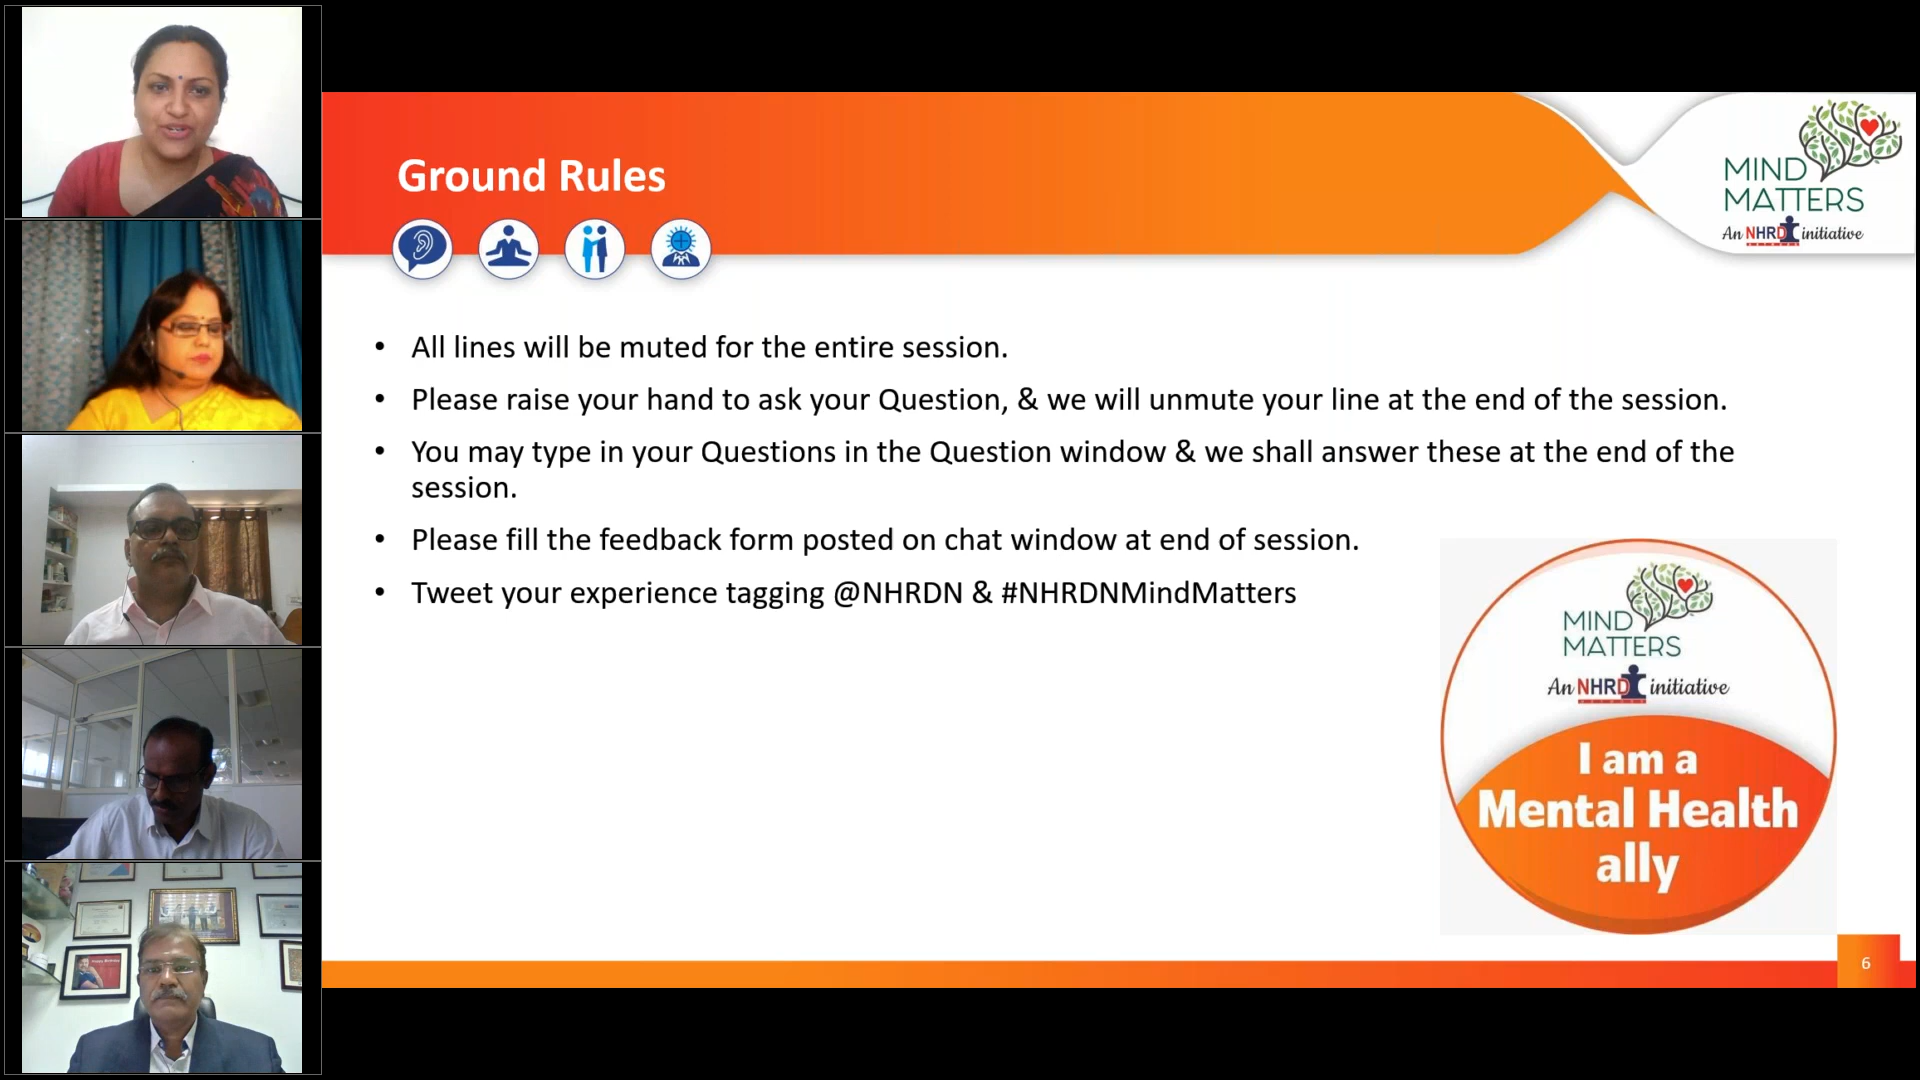 Ground Rules
MIND
MATTERS
An NHRD initiative
• All lines will be muted for the entire session.
• Please raise your hand to ask your Question, & we will unmute your line at the end of the session.
• You may type in your Questions in the Question window & we shall answer these at the end of the
session.
• Please fill the feedback form posted on chat window at end of session.
• Tweet your experience tagging @NHRDN & #NHRDNMindMatters
MIND
MATTERS
An NHRD initiative
I am a
Mental Health
ally
6